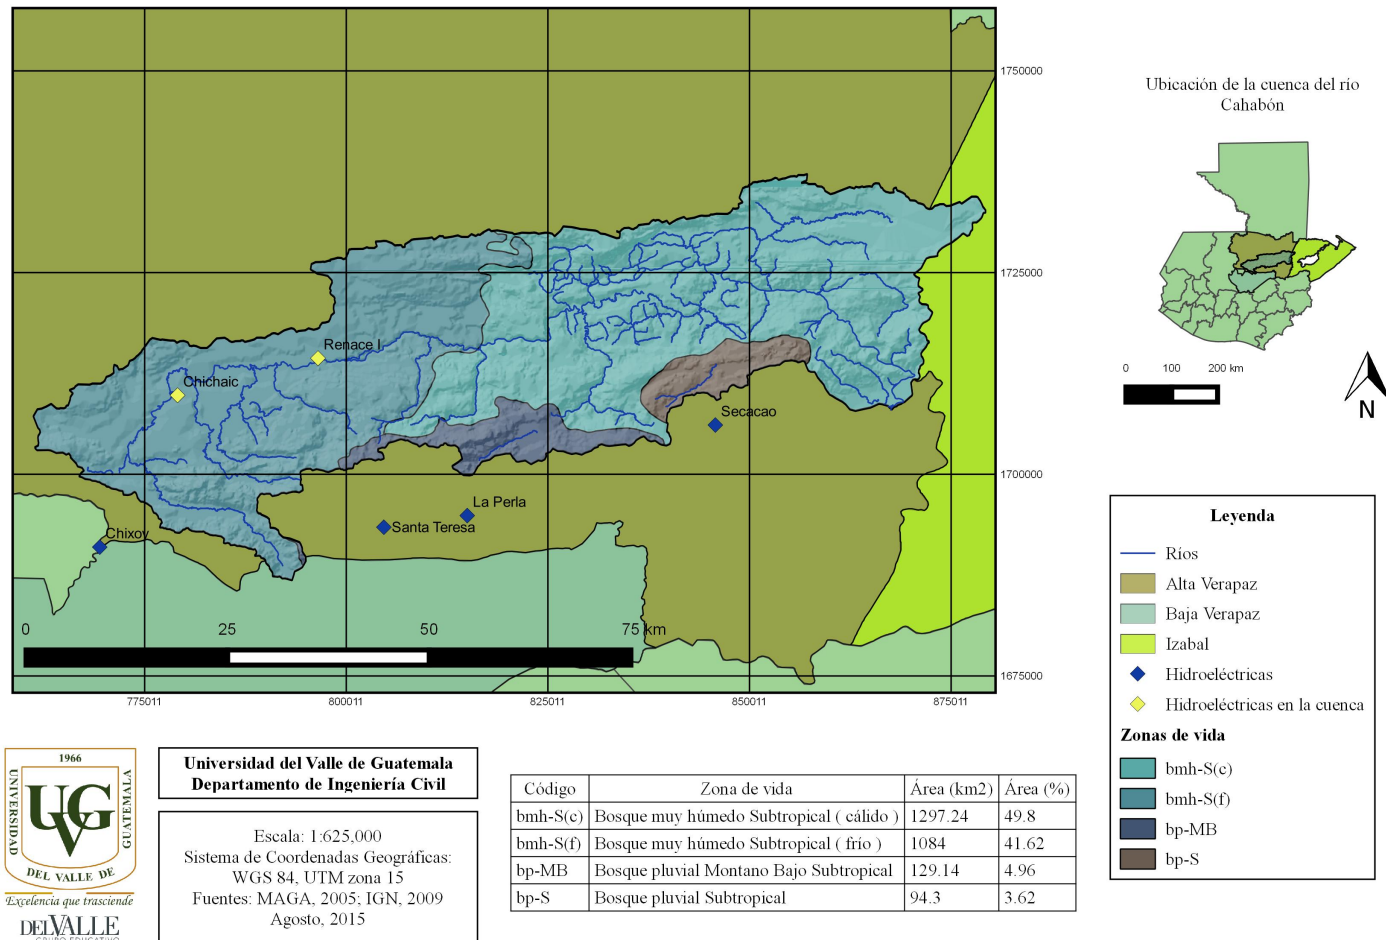 1750000
1725000
1700000
1675000
Renace I
Chichaic
Secacao
La Perla
Santa Teresa
Chixoy
0 25 50 75 km
775011 800011 825011 850011 875011
Ubicación de la cuenca del río
Cahabón
0 100 200 km
N
Leyenda
Ríos
Alta Verapaz
Baja Verapaz
Izabal
Hidroeléctricas
Hidroeléctricas en la cuenca
Zonas de vida
bmh-S(c)
bmh-S(f)
bp-MB
bp-S
1966
UNIVERSIDAD
UVG
GUATEMALA
DEL VALLE DE
Excelencia que trasciende
DELVALLE
GRUPO EDUCATIVO
Universidad del Valle de Guatemala
Departamento de Ingeniería Civil
Escala: 1:625,000
Sistema de Coordenadas Geográficas:
WGS 84, UTM zona 15
Fuentes: MAGA, 2005; IGN, 2009
Agosto, 2015
Código Zona de vida Área (km2) Área (%)
bmh-S(c) Bosque muy húmedo Subtropical ( cálido ) 1297.24 49.8
bmh-S(f) Bosque muy húmedo Subtropical ( frío ) 1084 41.62
bp-MB Bosque pluvial Montano Bajo Subtropical 129.14 4.96
bp-S Bosque pluvial Subtropical 94.3 3.62